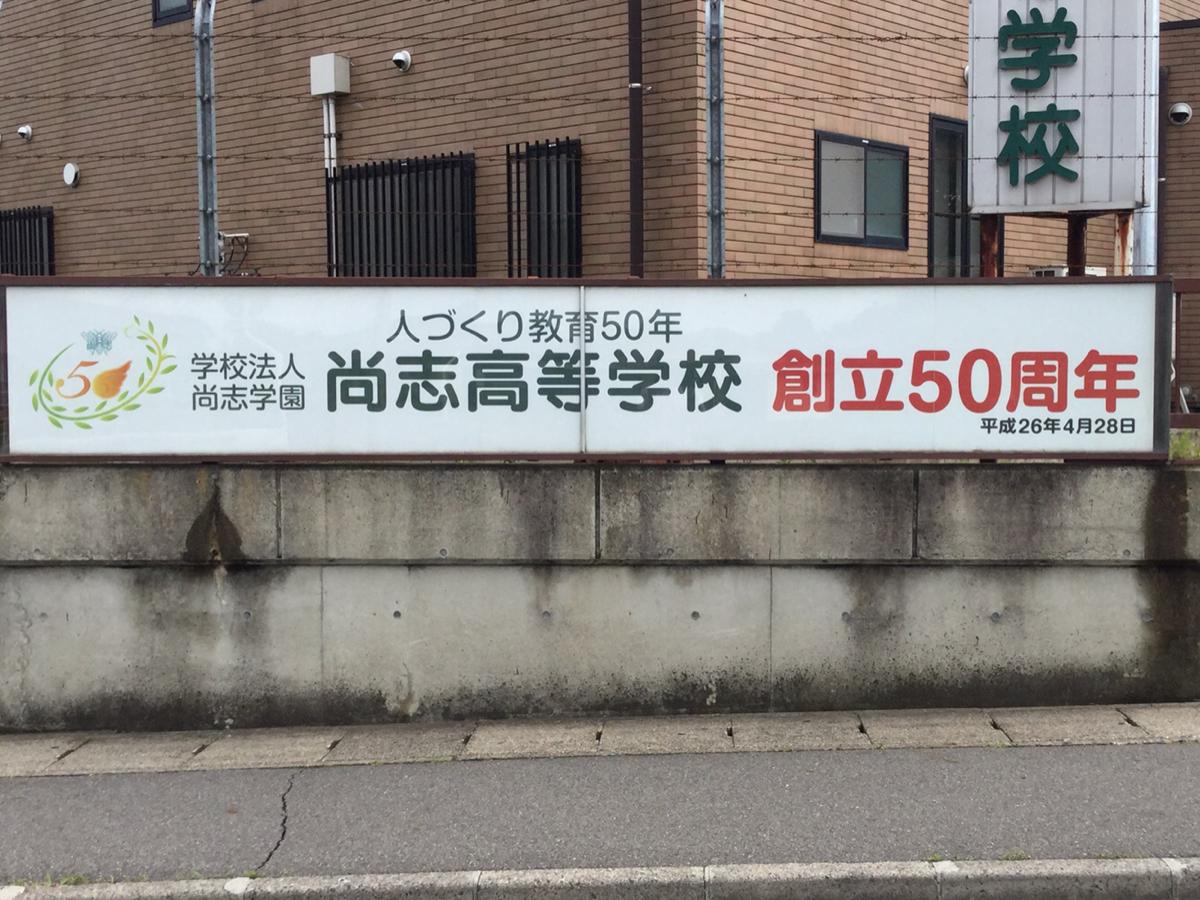 学校
人づくり教育50年
50
学校法人
尚志学園
尚志高等学校 創立50周年
平成26年4月28日